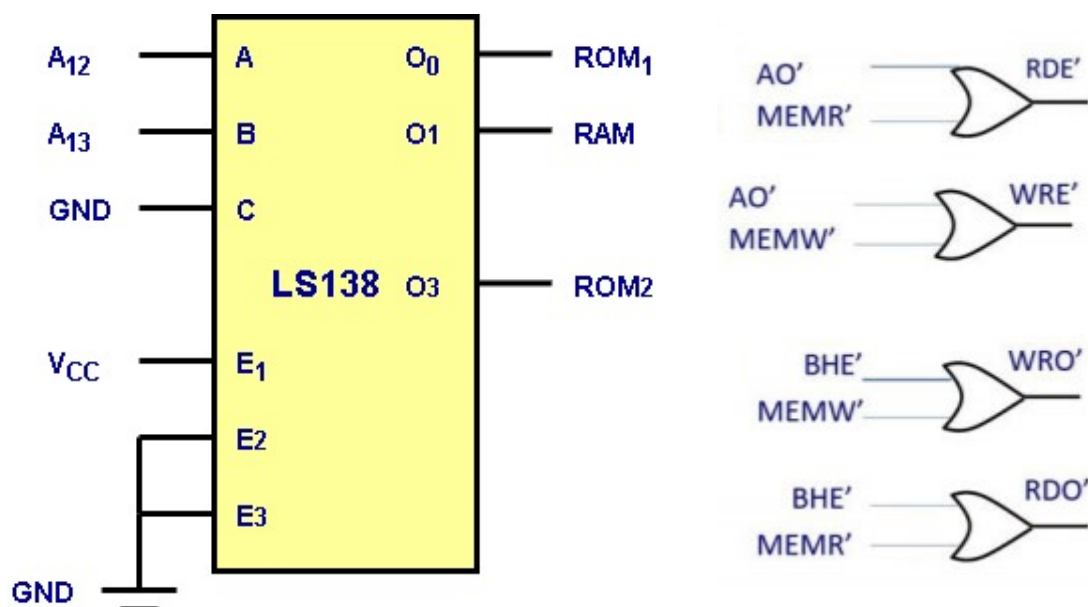 A12 A O0 ROM1
A13 B O1 RAM
GND C
LS138 O3 ROM2
VCC E1
E2
E3
GND
AO’ RDE’
MEMR’
AO’ WRE’
MEMW’
BHE’ WRO’
MEMW’
BHE’ RDO’
MEMR’